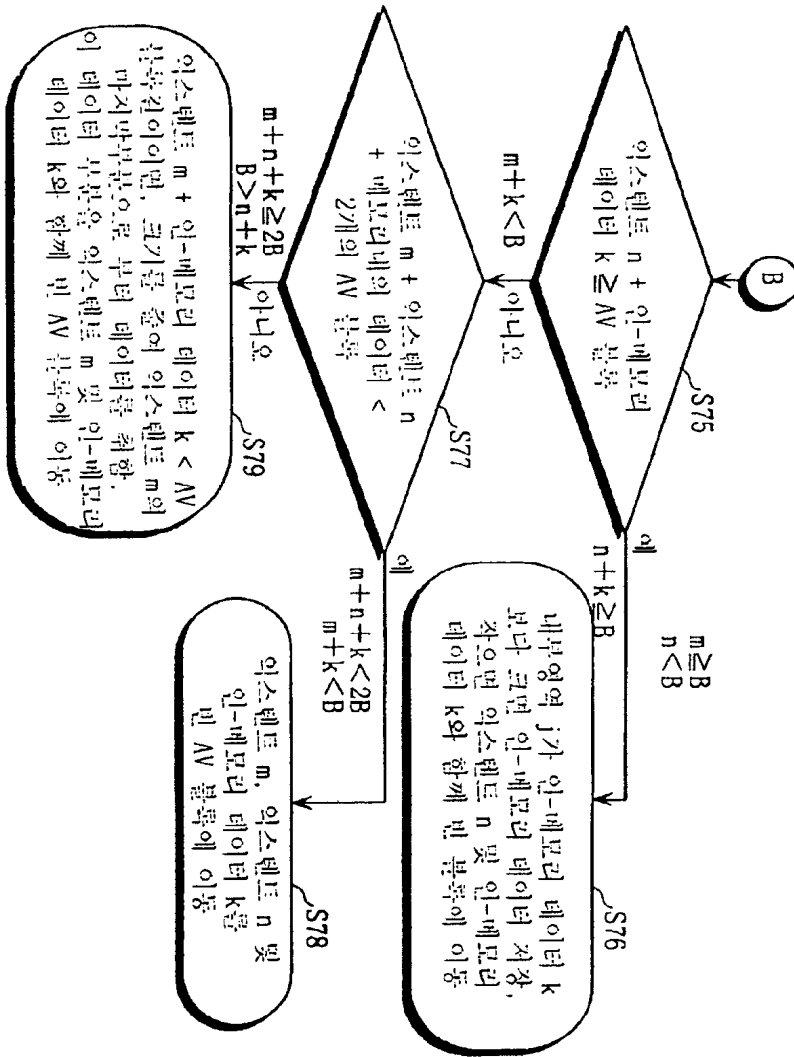 B
익스텐트 n + 인-메모리
데이터 k ≧ AV 블록
S75
예
n+k≧B
m≧B
n<B
내부영역 j가 인-메모리 데이터 k
보다 크면 인-메모리 데이터 저장,
작으면 익스텐트 n 및 인-메모리
데이터 k와 함께 빈 블록에 이동
S76
m+k<B
아니요
익스텐트 m + 익스텐트 n
+ 메모리내의 데이터 <
2개의 AV 블록
S77
예
m+n+k<2B
m+k<B
익스텐트 m, 익스텐트 n 및
인-메모리 데이터 k를
빈 AV 블록에 이동
S78
m+n+k≧2B
B>n+k
아니요
익스텐트 m + 인-메모리 데이터 k < AV
블록길이이면, 크기를 줄여 익스텐트 m의
마지막부분으로 부터 데이터를 취함.
이 데이터 부분을 익스텐트 m 및 인-메모리
데이터 k와 함께 빈 AV 블록에 이동
S79